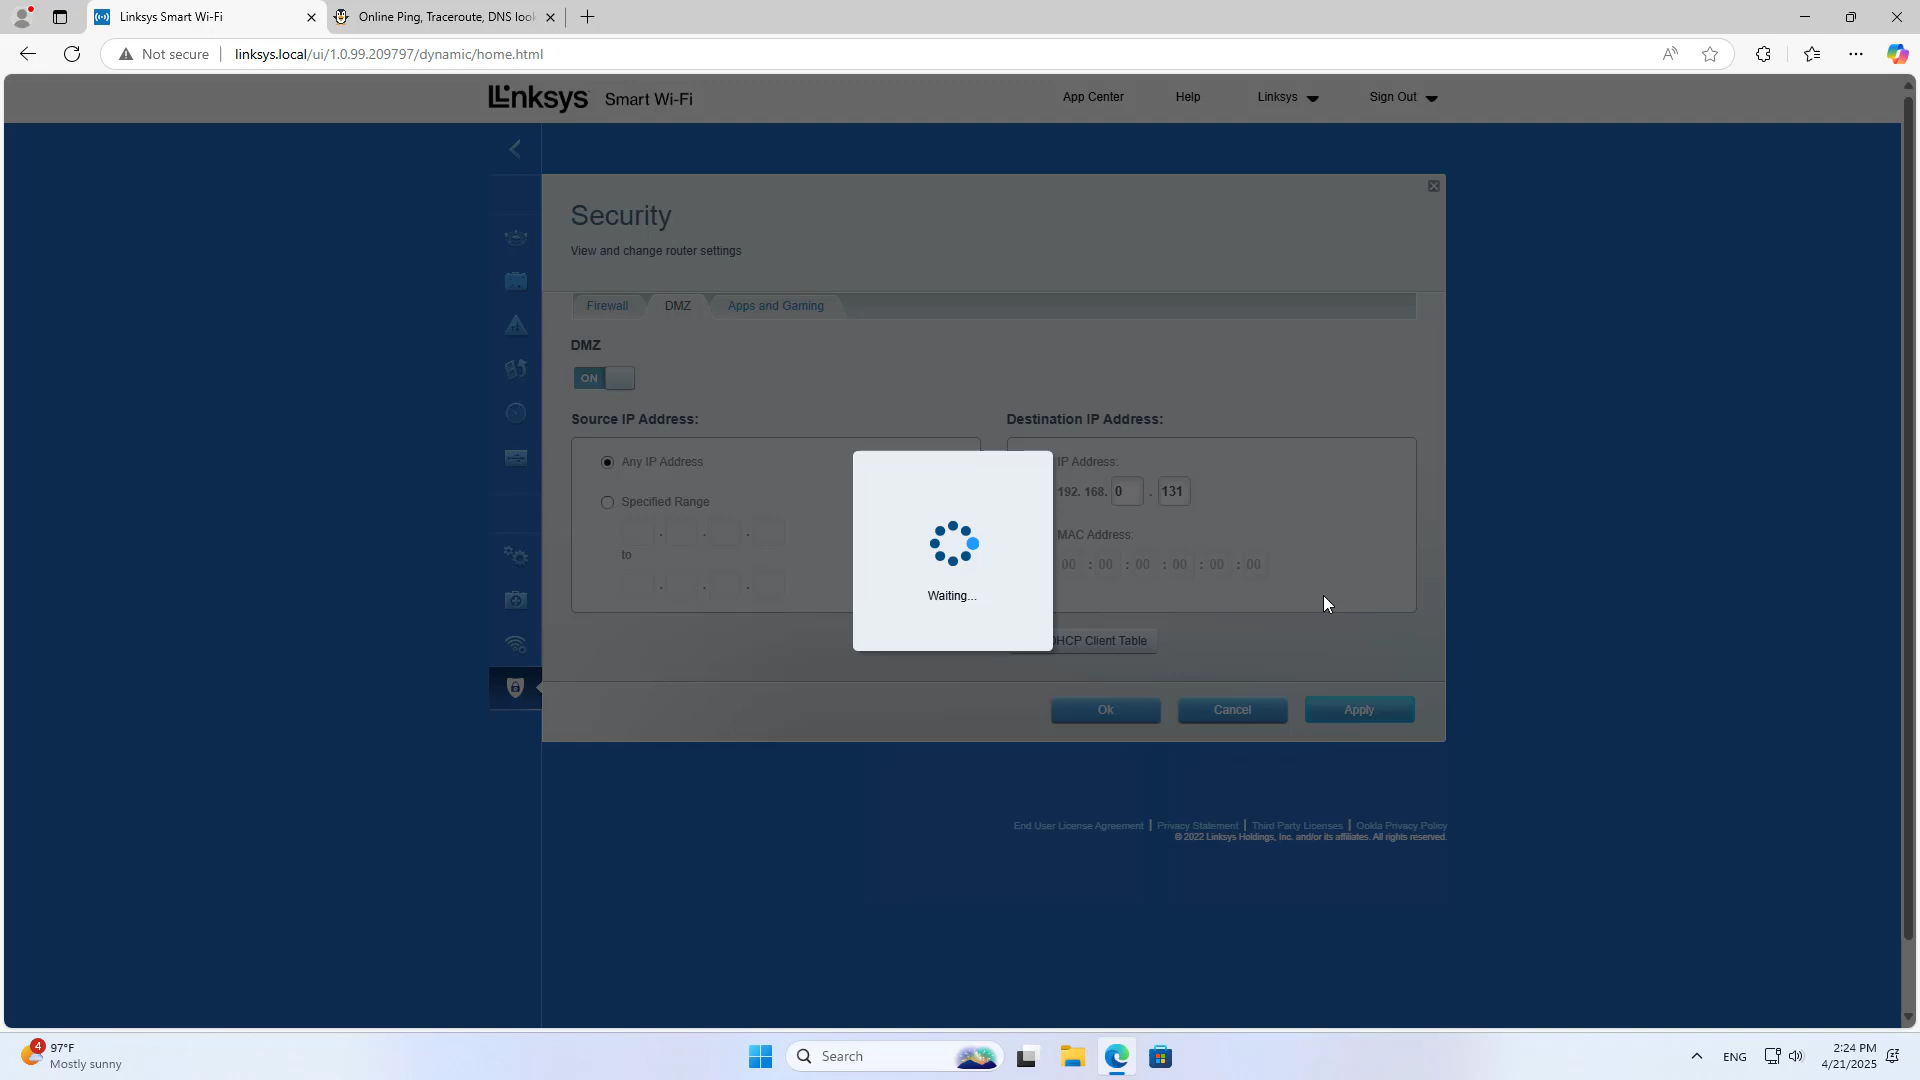 Linksys Smart Wi-Fi
Online Ping, Traceroute, DNS look
Not secure
linksys.local/ui/1.0.99.209797/dynamic/home.html
Linksys Smart Wi-Fi
App Center
Help
Linksys
Sign Out
Security
View and change router settings
Firewall
DMZ
Apps and Gaming
DMZ
ON
Source IP Address:
Destination IP Address:
Any IP Address
IP Address:
192. 168. 0 . 131
Specified Range
. . .
MAC Address:
to
00 : 00 : 00 : 00 : 00 : 00
. . .
Waiting...
DHCP Client Table
Ok
Cancel
Apply
End User License Agreement | Privacy Statement | Third Party Licenses | Ookla Privacy Policy
© 2022 Linksys Holdings, Inc. and/or its affiliates. All rights reserved.
4
97°F
Mostly sunny
Search
ENG
2:24 PM
4/21/2025